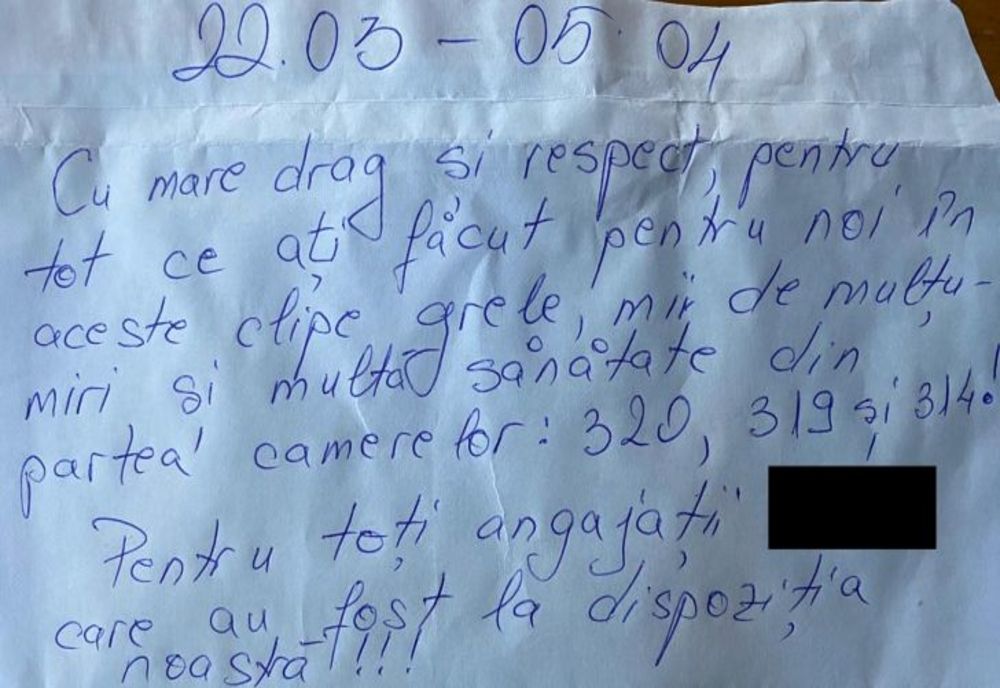 22.03 - 05.04
Cu mare drag si respect, pentru
tot ce ați făcut pentru noi în
aceste clipe grele, mii de mulțu-
miri si multă sănătate din
partea camerelor: 320, 319 și 314!
Pentru toți angajații
care au fost la dispoziția
noastră!!!